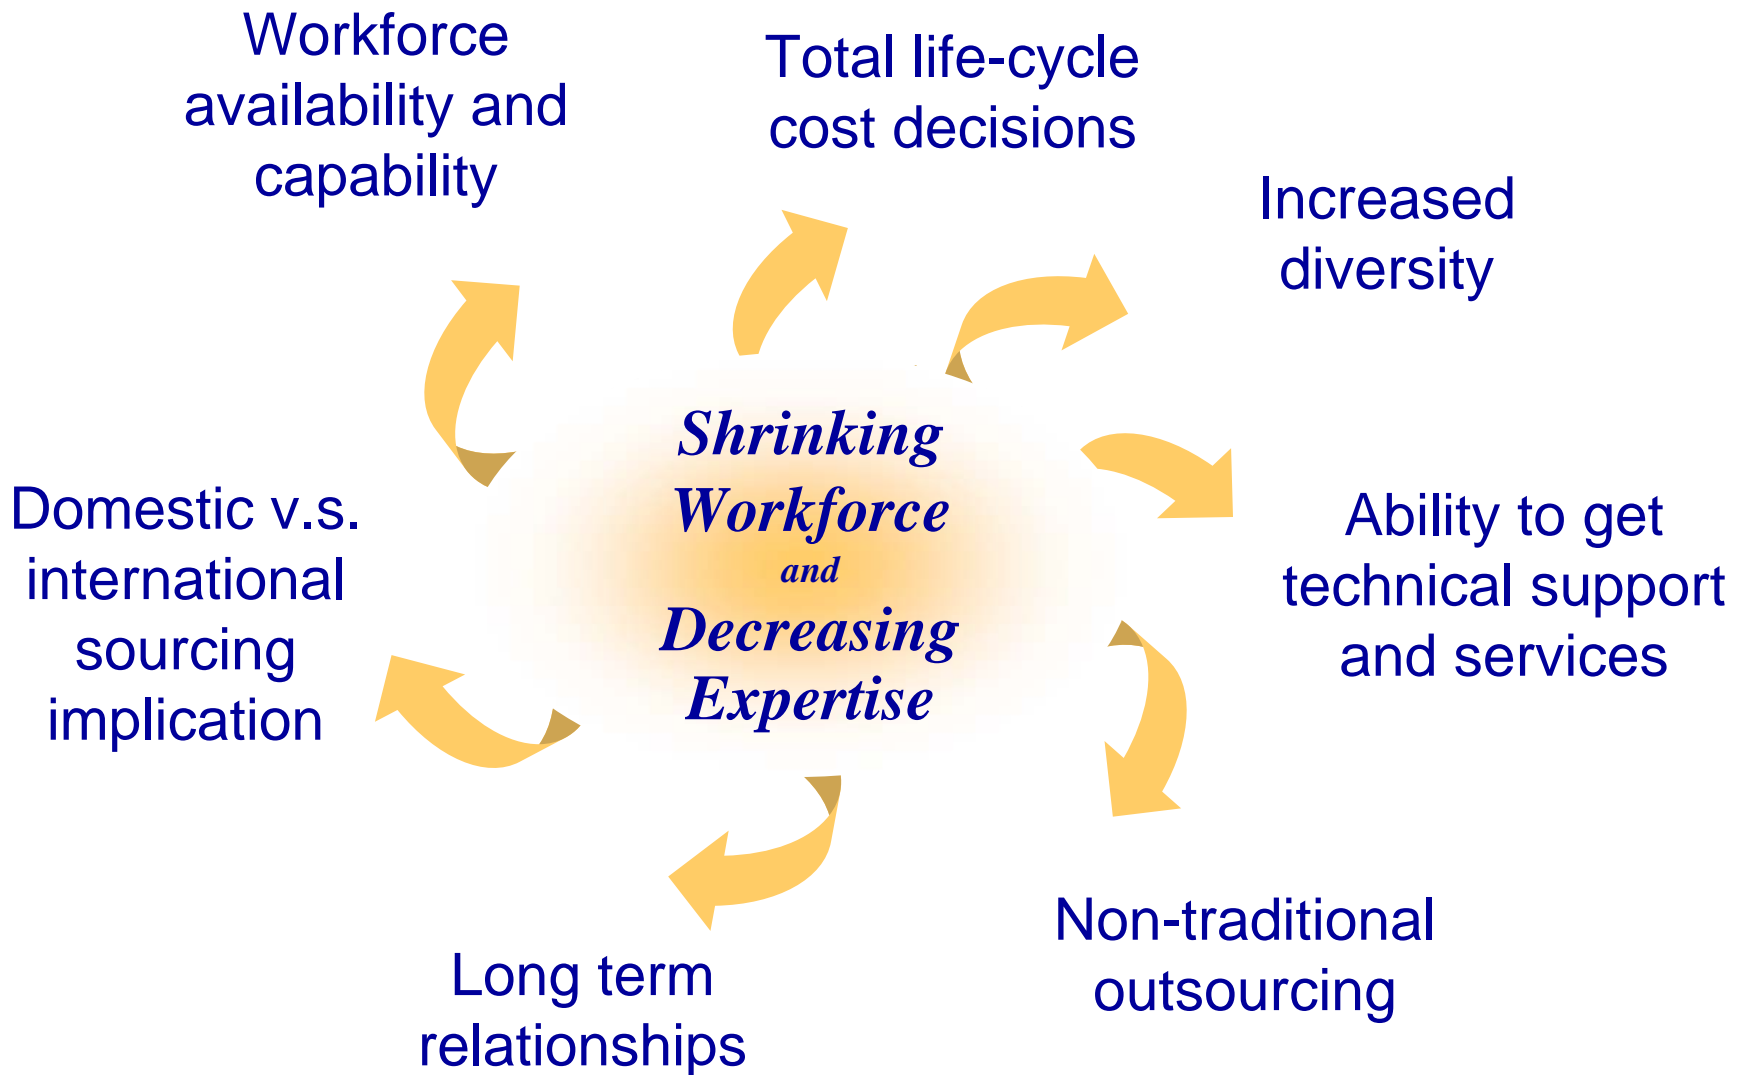 Workforce
availability and
capability
Total life-cycle
cost decisions
Increased
diversity
Shrinking
Workforce
and
Decreasing
Expertise
Domestic v.s.
international
sourcing
implication
Ability to get
technical support
and services
Non-traditional
outsourcing
Long term
relationships